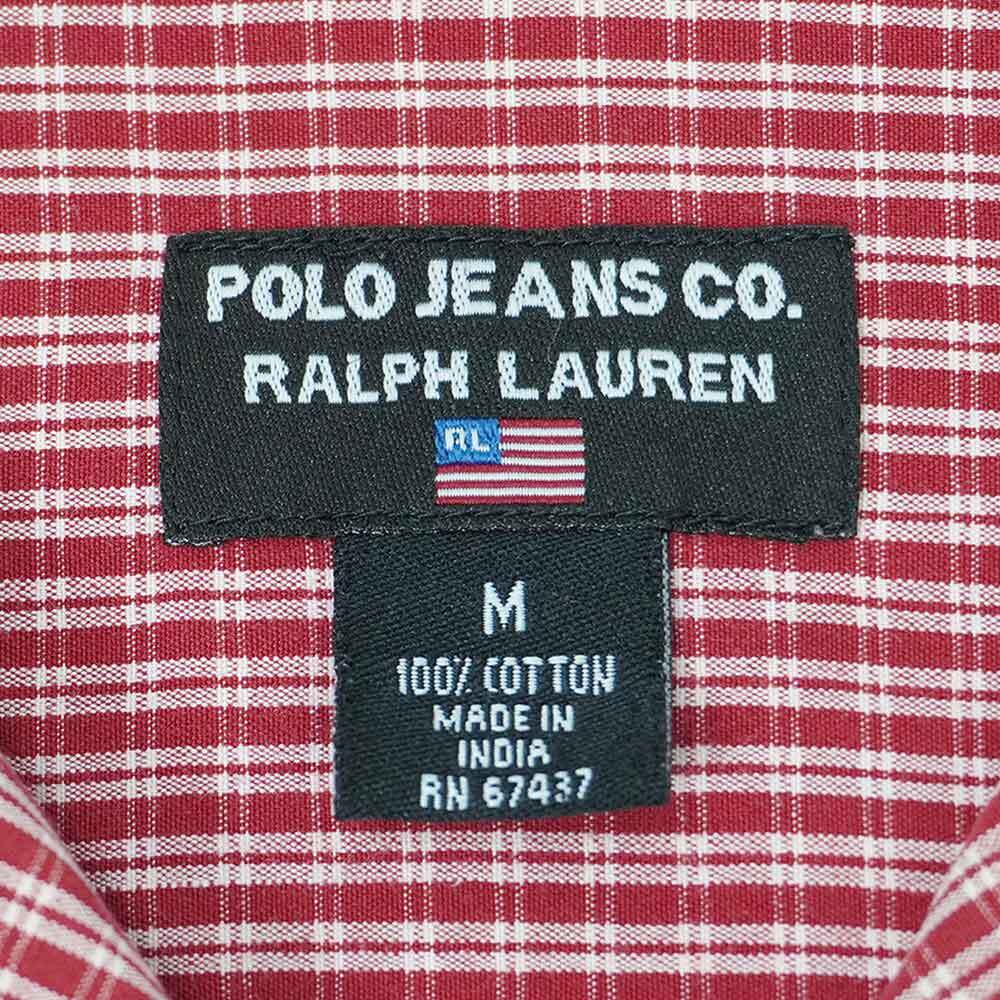 POLO JEANS CO.
RALPH LAUREN
RL
M
100% COTTON
MADE IN
INDIA
RN 67437